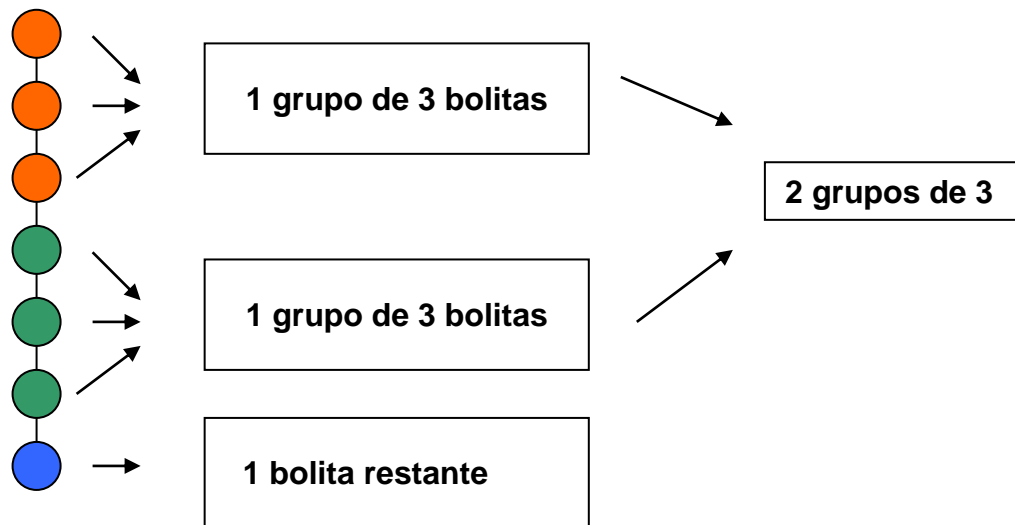 1 grupo de 3 bolitas
2 grupos de 3
1 grupo de 3 bolitas
1 bolita restante